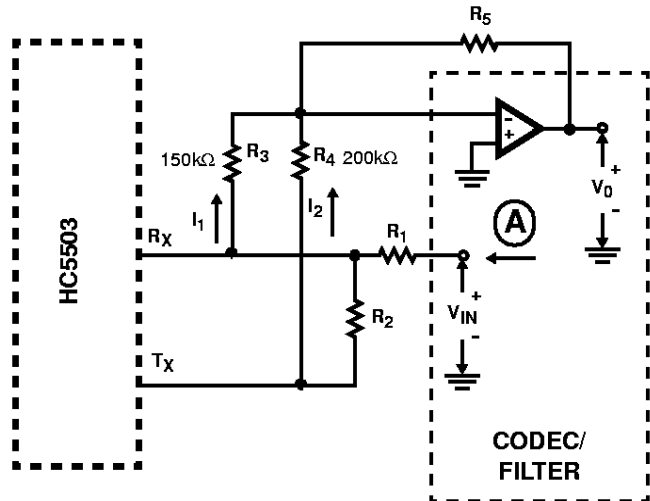 R5
150kΩ
R3
R4 200kΩ
-
+
I1
I2
V0
+
-
A
RX
R1
HC5503
R2
VIN
+
-
TX
CODEC/
FILTER